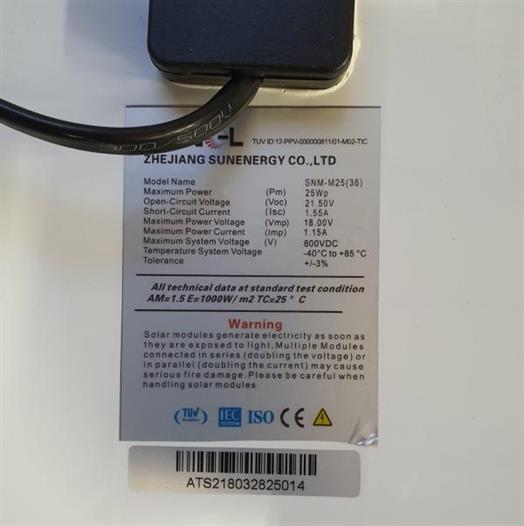 TUV ID:17-PPV-000000811/01-M02-TIC
ZHEJIANG SUNENERGY CO.,LTD
Model Name SNM-M25(36)
Maximum Power (Pm) 25Wp
Open-Circuit Voltage (Voc) 21.50V
Short-Circuit Current (Isc) 1.55A
Maximum Power Voltage (Vmp) 18.00V
Maximum Power Current (Imp) 1.15A
Maximum System Voltage (V) 800VDC
Temperature System Voltage -40°C to +85°C
Tolerance +/-3%
All technical data at standard test condition
AM=1.5 E=1000W/ m2 TC=25 ° C
Warning
Solar modules generate electricity as soon as
they are exposed to light.Multiple Modules
connected in series (doubling the voltage) or
in parallel (doubling the current) may cause
serious fire damage.Please be careful when
handling solar modules.
TÜV IEC ISO CE
ATS218032825014